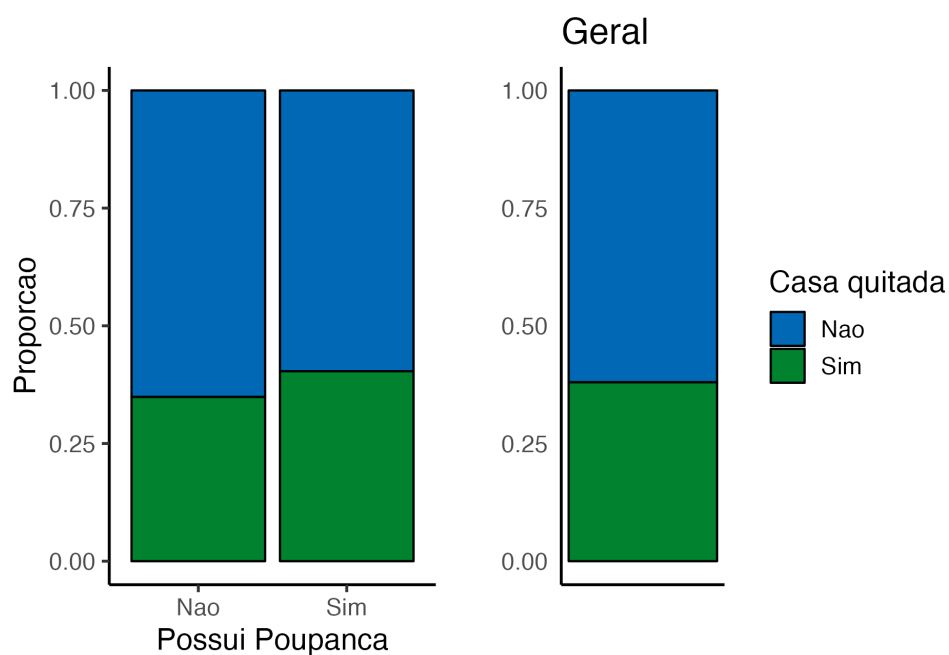 Geral
1.00
0.75
0.50
0.25
0.00
Proporcao
Nao Sim
Possui Poupanca
1.00
0.75
0.50
0.25
0.00
Casa quitada
Nao
Sim